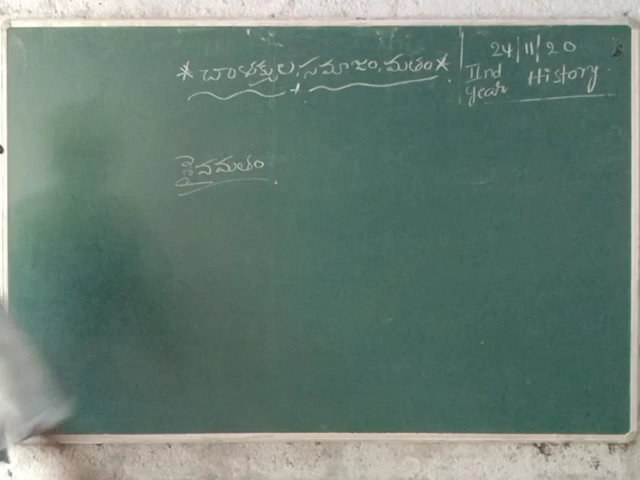 * చాళుక్యుల, సమాజం, మతం *
24/11/20
IInd year History
శైవమతం